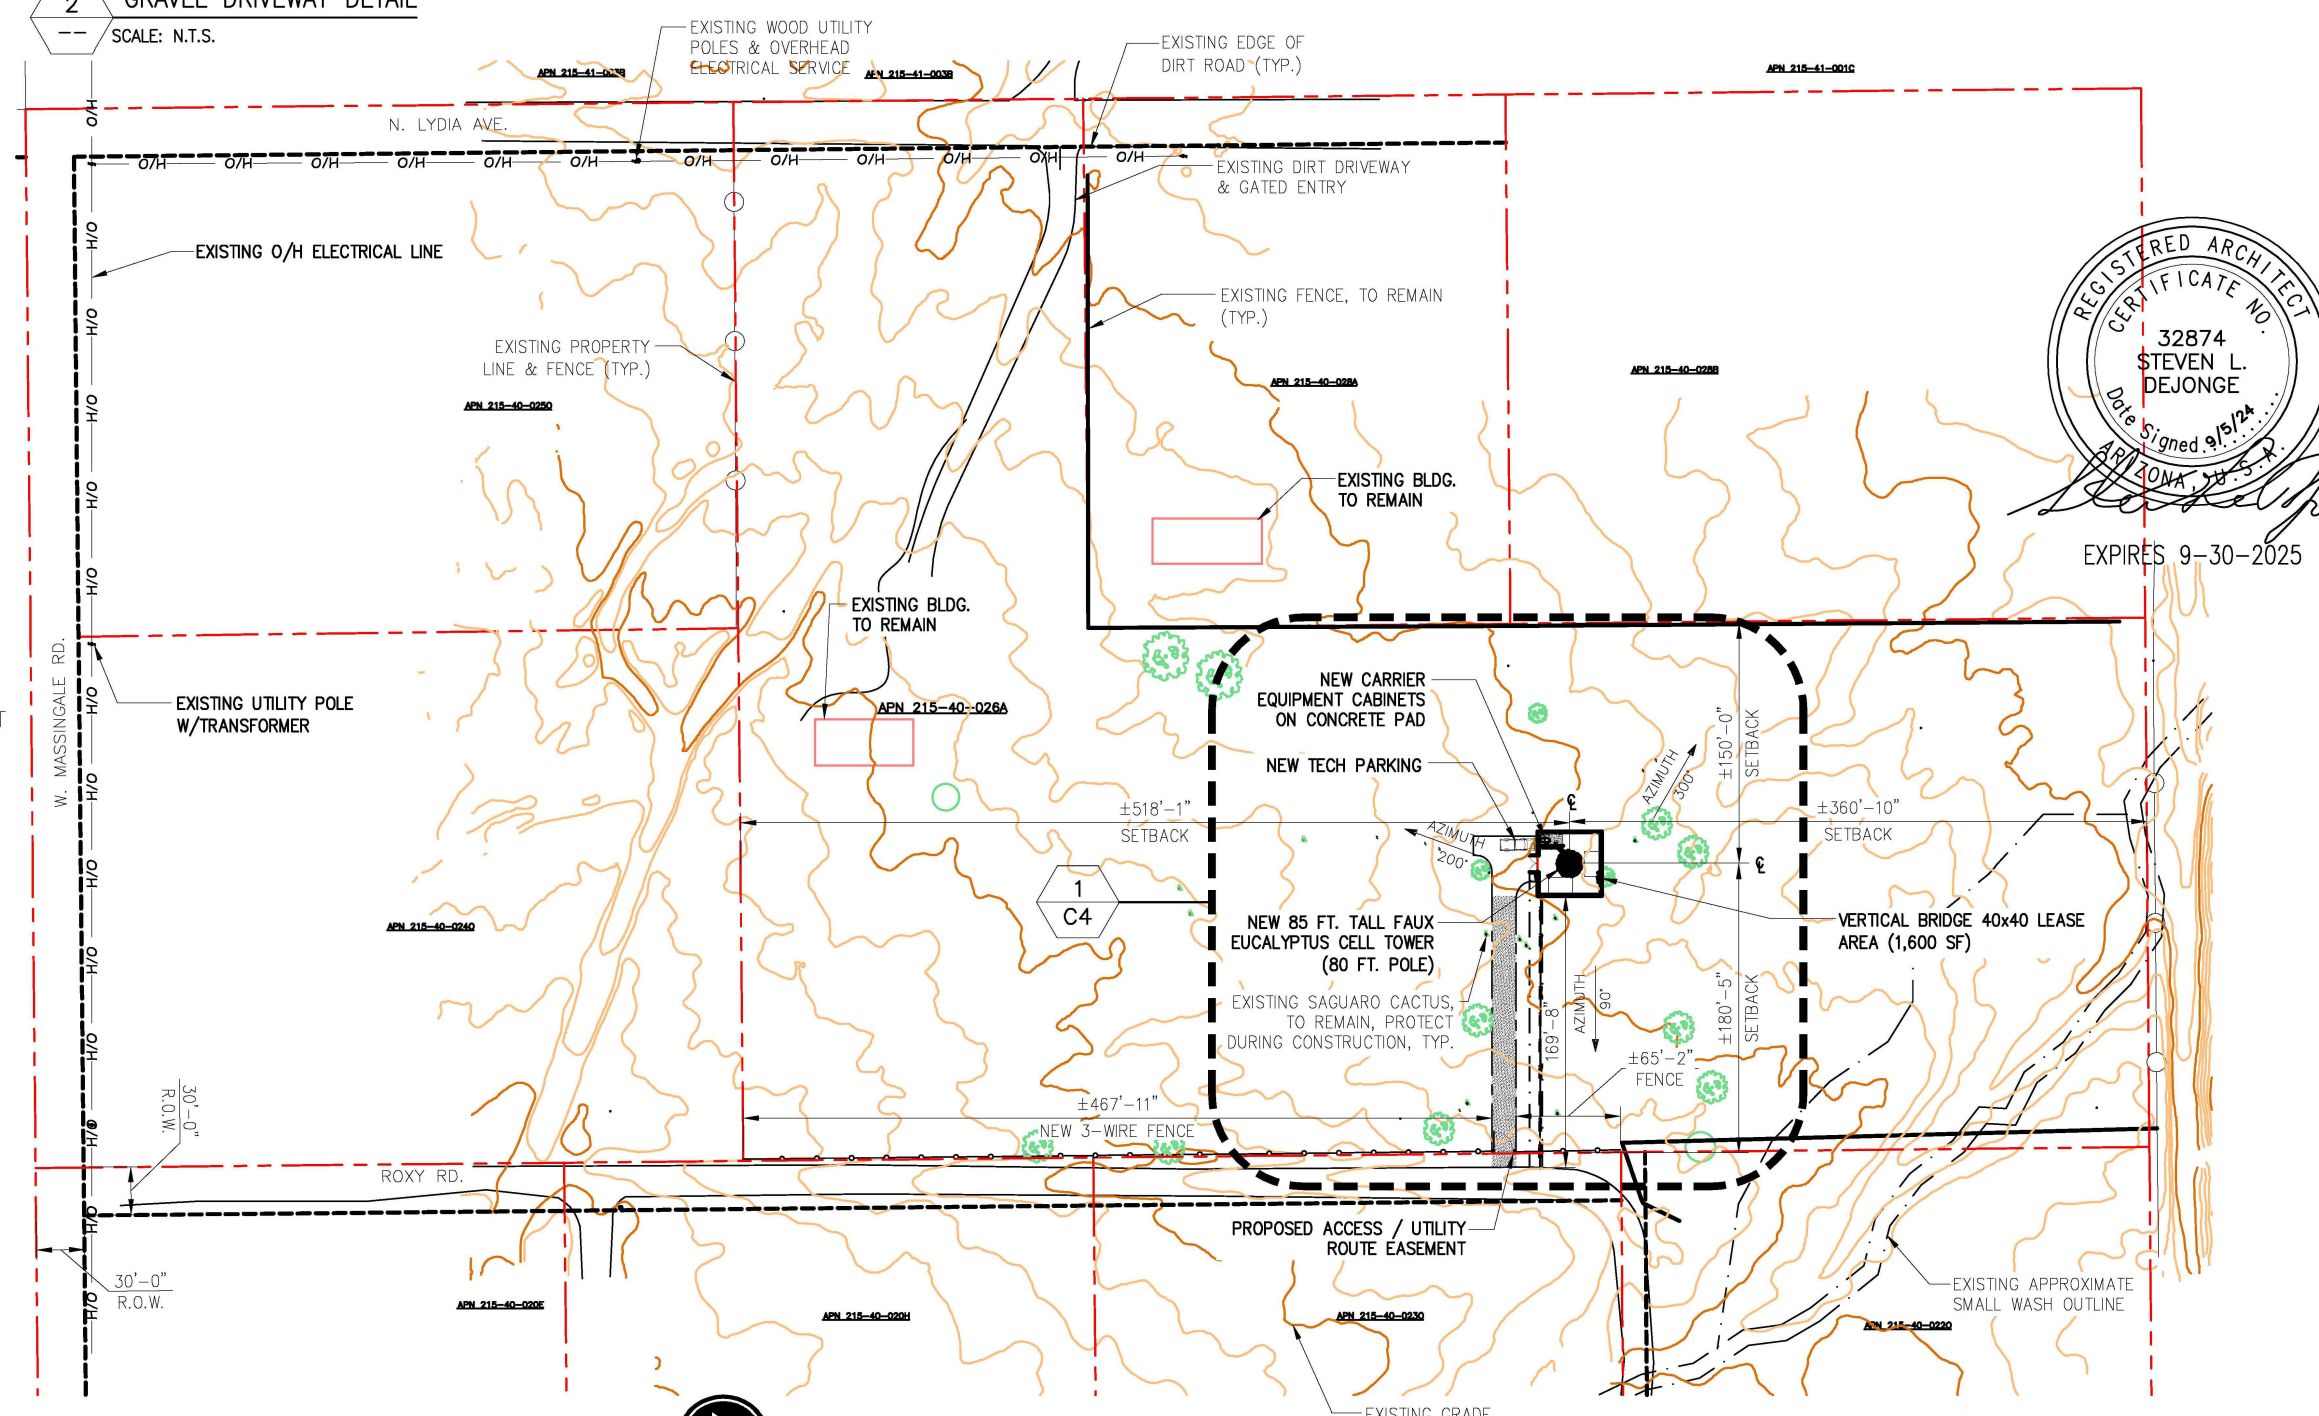 2
GRAVEL DRIVEWAY DETAIL
--
SCALE: N.T.S.
EXISTING WOOD UTILITY
POLES & OVERHEAD
ELECTRICAL SERVICE
EXISTING EDGE OF
DIRT ROAD (TYP.)
APN 215-41-003B
APN 215-41-001C
N. LYDIA AVE.
O/H
O/H
O/H
O/H
O/H
O/H
O/H
O/H
O/H
O/H
O/H
O/H
O/H
EXISTING DIRT DRIVEWAY
& GATED ENTRY
O/H
EXISTING O/H ELECTRICAL LINE
O/H
EXISTING FENCE, TO REMAIN
(TYP.)
EXISTING PROPERTY
LINE & FENCE (TYP.)
APN 215-40-028A
APN 215-40-028B
O/H
APN 215-40-025O
REGISTERED ARCHITECT
CERTIFICATE NO.
32874
STEVEN L.
DEJONGE
Date Signed 9/5/24
ARIZONA, U.S.A.
EXPIRES 9-30-2025
EXISTING BLDG.
TO REMAIN
O/H
O/H
EXISTING BLDG.
TO REMAIN
W. MASSINGALE RD.
O/H
EXISTING UTILITY POLE
W/TRANSFORMER
T
APN 215-40-026A
NEW CARRIER
EQUIPMENT CABINETS
ON CONCRETE PAD
NEW TECH PARKING
AZIMUTH
300°
±150'-0"
SETBACK
O/H
±518'-1"
SETBACK
±360'-10"
SETBACK
AZIMUTH
200°
O/H
1
C4
APN 215-40-024O
NEW 85 FT. TALL FAUX
EUCALYPTUS CELL TOWER
(80 FT. POLE)
VERTICAL BRIDGE 40x40 LEASE
AREA (1,600 SF)
O/H
EXISTING SAGUARO CACTUS,
TO REMAIN, PROTECT
DURING CONSTRUCTION, TYP.
169'-8"
AZIMUTH
90°
±180'-5"
SETBACK
O/H
±65'-2"
FENCE
30'-0"
R.O.W.
±467'-11"
NEW 3-WIRE FENCE
O/H
ROXY RD.
O/H
PROPOSED ACCESS / UTILITY
ROUTE EASEMENT
30'-0"
R.O.W.
O/H
EXISTING APPROXIMATE
SMALL WASH OUTLINE
APN 215-40-020E
APN 215-40-020H
APN 215-40-023O
APN 215-40-022O
EXISTING GRADE